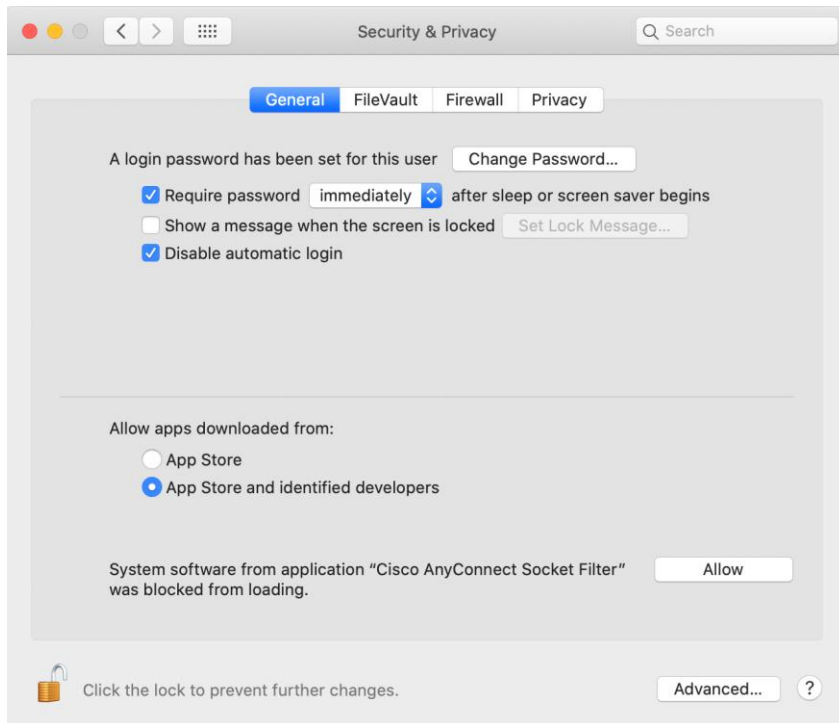 Security & Privacy
Search
General FileVault Firewall Privacy
A login password has been set for this user Change Password...
Require password immediately after sleep or screen saver begins
Show a message when the screen is locked Set Lock Message...
Disable automatic login
Allow apps downloaded from:
App Store
App Store and identified developers
System software from application “Cisco AnyConnect Socket Filter” Allow
was blocked from loading.
Click the lock to prevent further changes. Advanced... ?